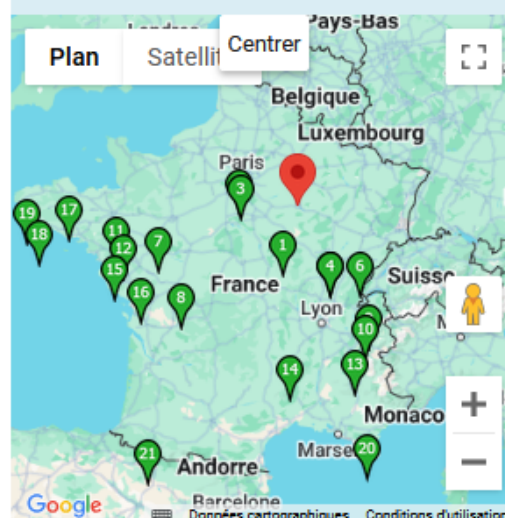 Pays-Bas
Plan
Satellit
Centrer
Belgique
Luxembourg
Paris
3
19
17
18
11
12
7
1
15
4
6
16
8
France
Suisse
Lyon
10
14
13
Monaco
Marse
20
21
Andorre
Barcelone
Google
Données cartographiques
Conditions d'utilisation